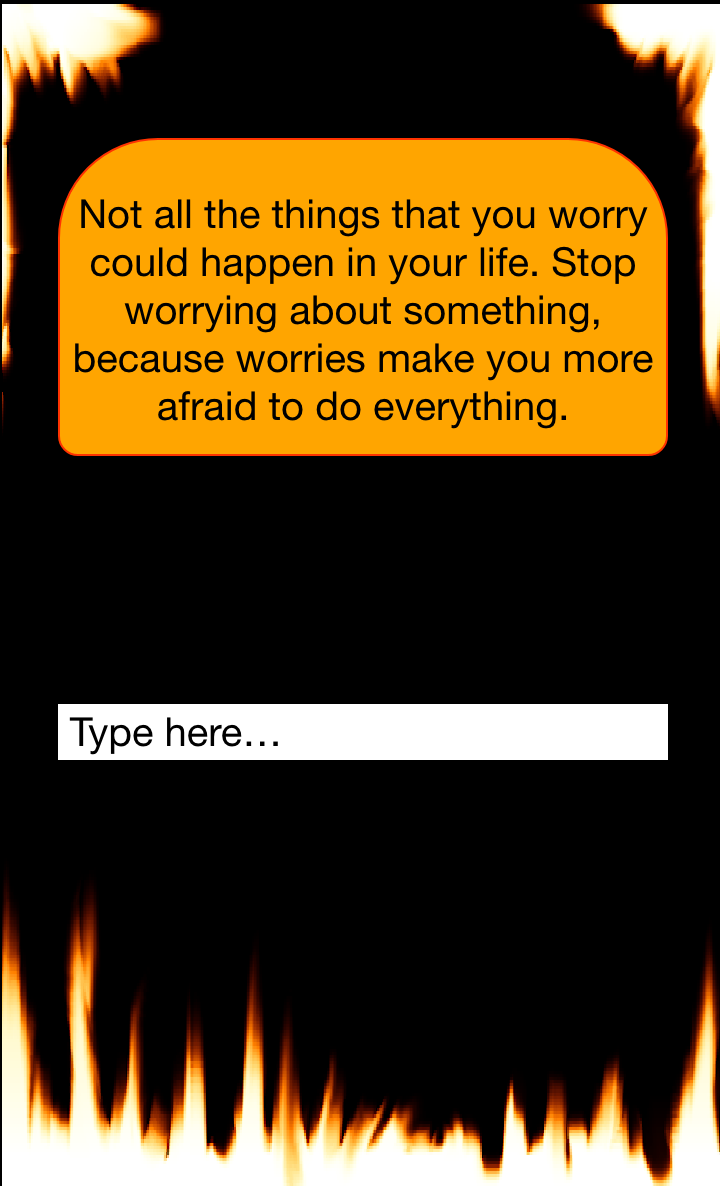 Not all the things that you worry
could happen in your life. Stop
worrying about something,
because worries make you more
afraid to do everything.
Type here…